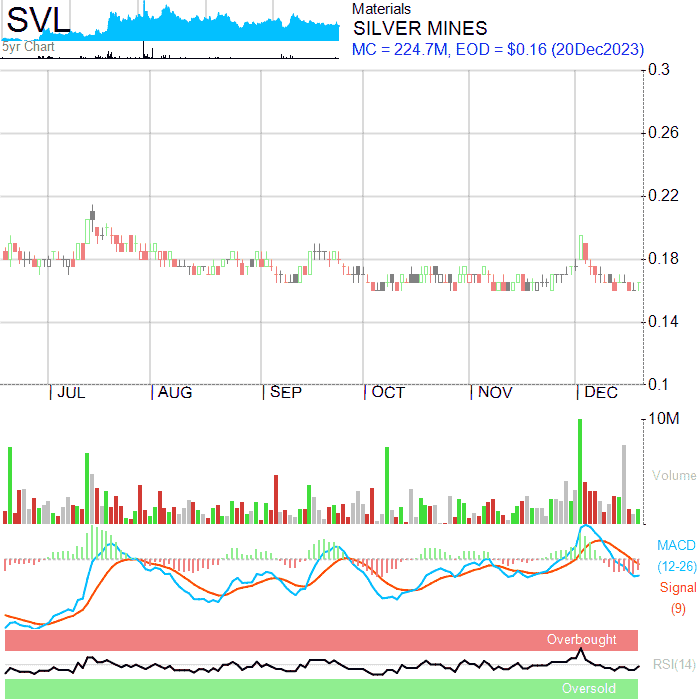 SVL
5yr Chart
Materials
SILVER MINES
MC = 224.7M, EOD = $0.16 (20Dec2023)
0.3
0.26
0.22
0.18
0.14
0.1
JUL AUG SEP OCT NOV DEC
10M
Volume
MACD
(12-26)
Signal
(9)
Overbought
RSI(14)
Oversold